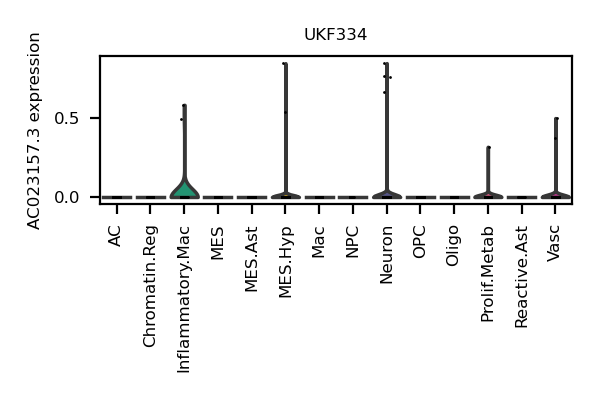 UKF334
AC023157.3 expression
0.5
0.0
AC
Chromatin.Reg
Inflammatory.Mac
MES
MES.Ast
MES.Hyp
Mac
NPC
Neuron
OPC
Oligo
Prolif.Metab
Reactive.Ast
Vasc